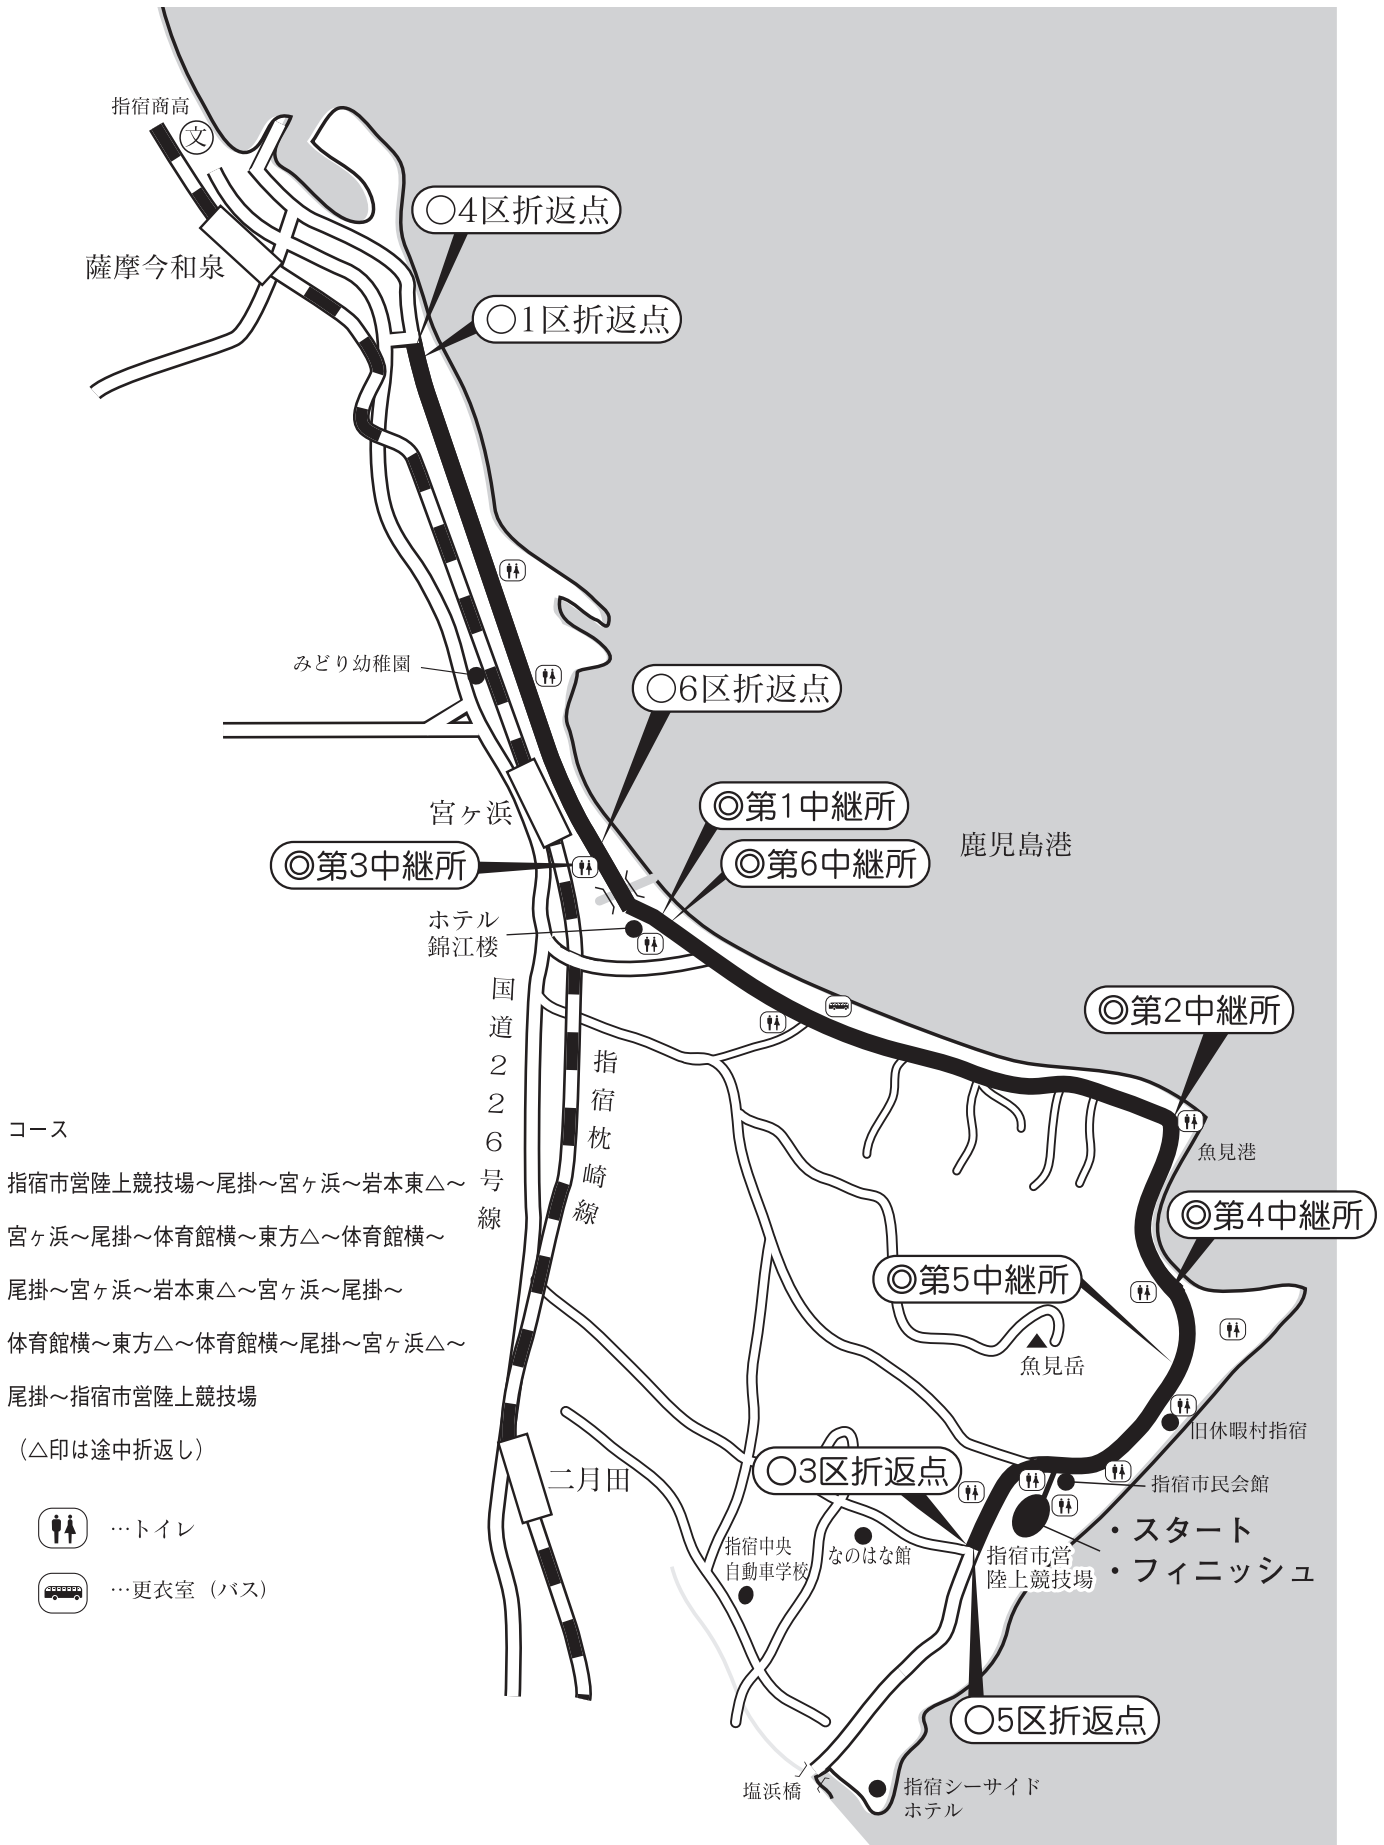 指宿商高
文
薩摩今和泉
○4区折返点
○1区折返点
みどり幼稚園
○6区折返点
宮ヶ浜
◎第1中継所
◎第6中継所
◎第3中継所
鹿児島港
ホテル
錦江楼
国道226号線
指宿枕崎線
◎第2中継所
魚見港
◎第4中継所
◎第5中継所
魚見岳
コース
指宿市営陸上競技場～尾掛～宮ヶ浜～岩本東△～
宮ヶ浜～尾掛～体育館横～東方△～体育館横～
尾掛～宮ヶ浜～岩本東△～宮ヶ浜～尾掛～
体育館横～東方△～体育館横～尾掛～宮ヶ浜△～
尾掛～指宿市営陸上競技場
（△印は途中折返し）
…トイレ
…更衣室（バス）
二月田
○3区折返点
旧休暇村指宿
指宿市民会館
・スタート
・フィニッシュ
指宿市営
陸上競技場
なのはな館
指宿中央
自動車学校
○5区折返点
塩浜橋
指宿シーサイド
ホテル